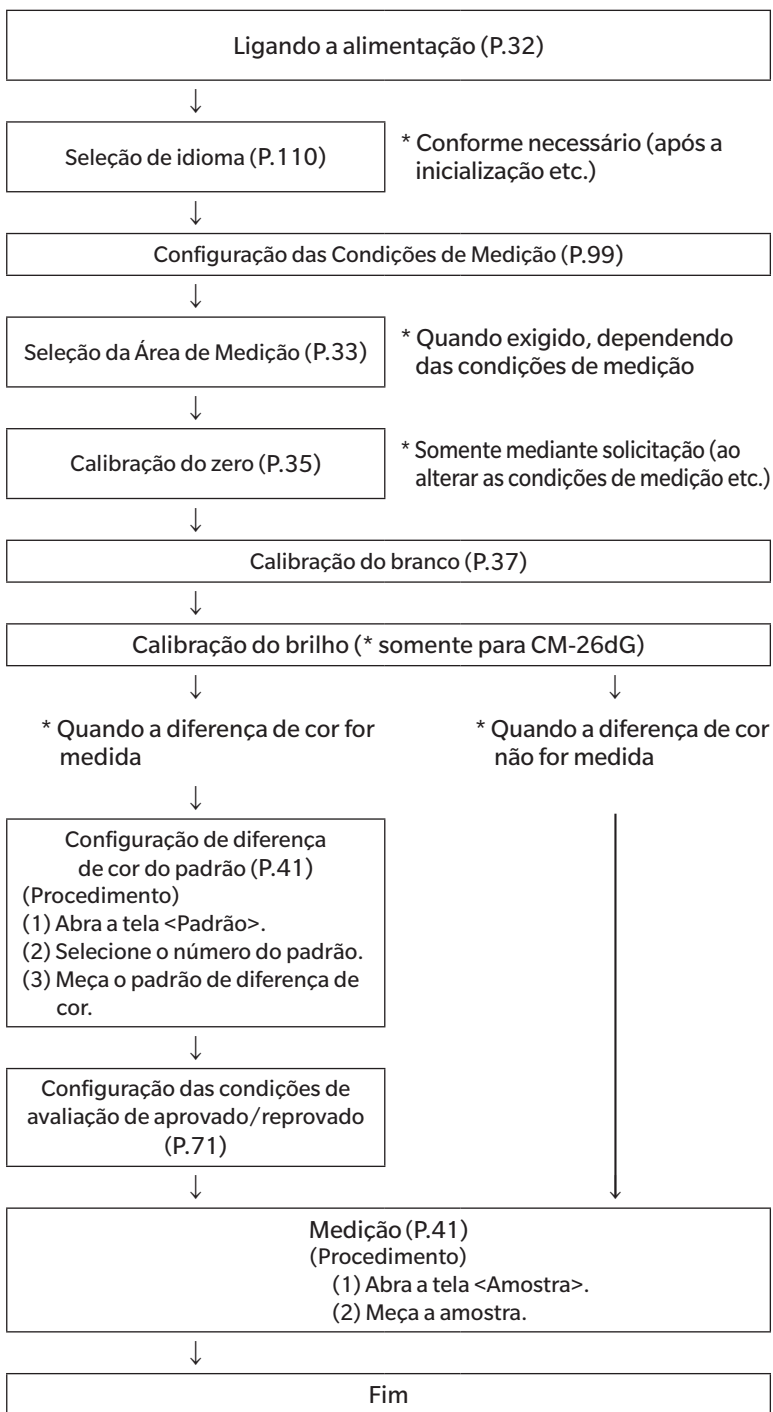 Ligando a alimentação (P.32)
↓
Seleção de idioma (P.110)
* Conforme necessário (após a
inicialização etc.)
↓
Configuração das Condições de Medição (P.99)
↓
Seleção da Área de Medição (P.33)
* Quando exigido, dependendo
das condições de medição
↓
Calibração do zero (P.35)
* Somente mediante solicitação (ao
alterar as condições de medição etc.)
↓
Calibração do branco (P.37)
↓
Calibração do brilho (* somente para CM-26dG)
↓ ↓
* Quando a diferença de cor for
medida
* Quando a diferença de cor
não for medida
↓
Configuração de diferença
de cor do padrão (P.41)
(Procedimento)
(1) Abra a tela <Padrão>.
(2) Selecione o número do padrão.
(3) Meça o padrão de diferença de
cor.
↓
Configuração das condições de
avaliação de aprovado/reprovado
(P.71)
↓ ↓
Medição (P.41)
(Procedimento)
(1) Abra a tela <Amostra>.
(2) Meça a amostra.
↓
Fim